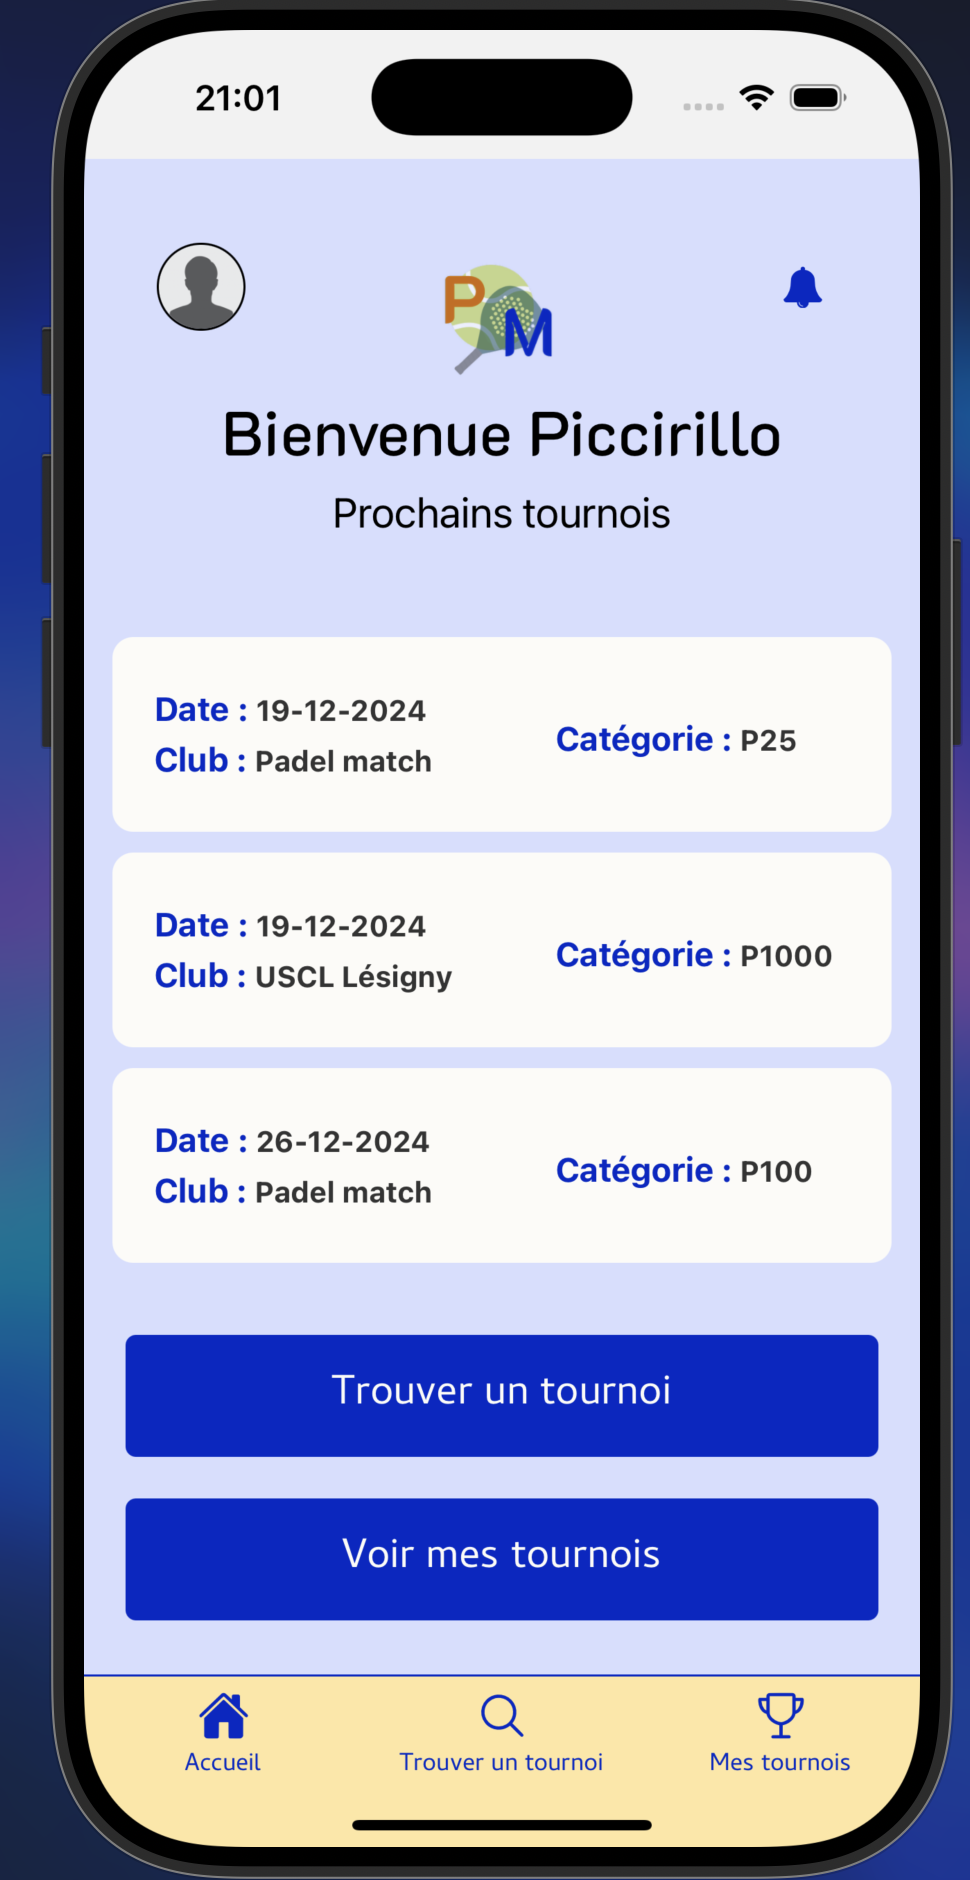 21:01
P
M
Bienvenue Piccirillo
Prochains tournois
Date : 19-12-2024
Club : Padel match
Catégorie : P25
Date : 19-12-2024
Club : USCL Lésigny
Catégorie : P1000
Date : 26-12-2024
Club : Padel match
Catégorie : P100
Trouver un tournoi
Voir mes tournois
Accueil
Trouver un tournoi
Mes tournois